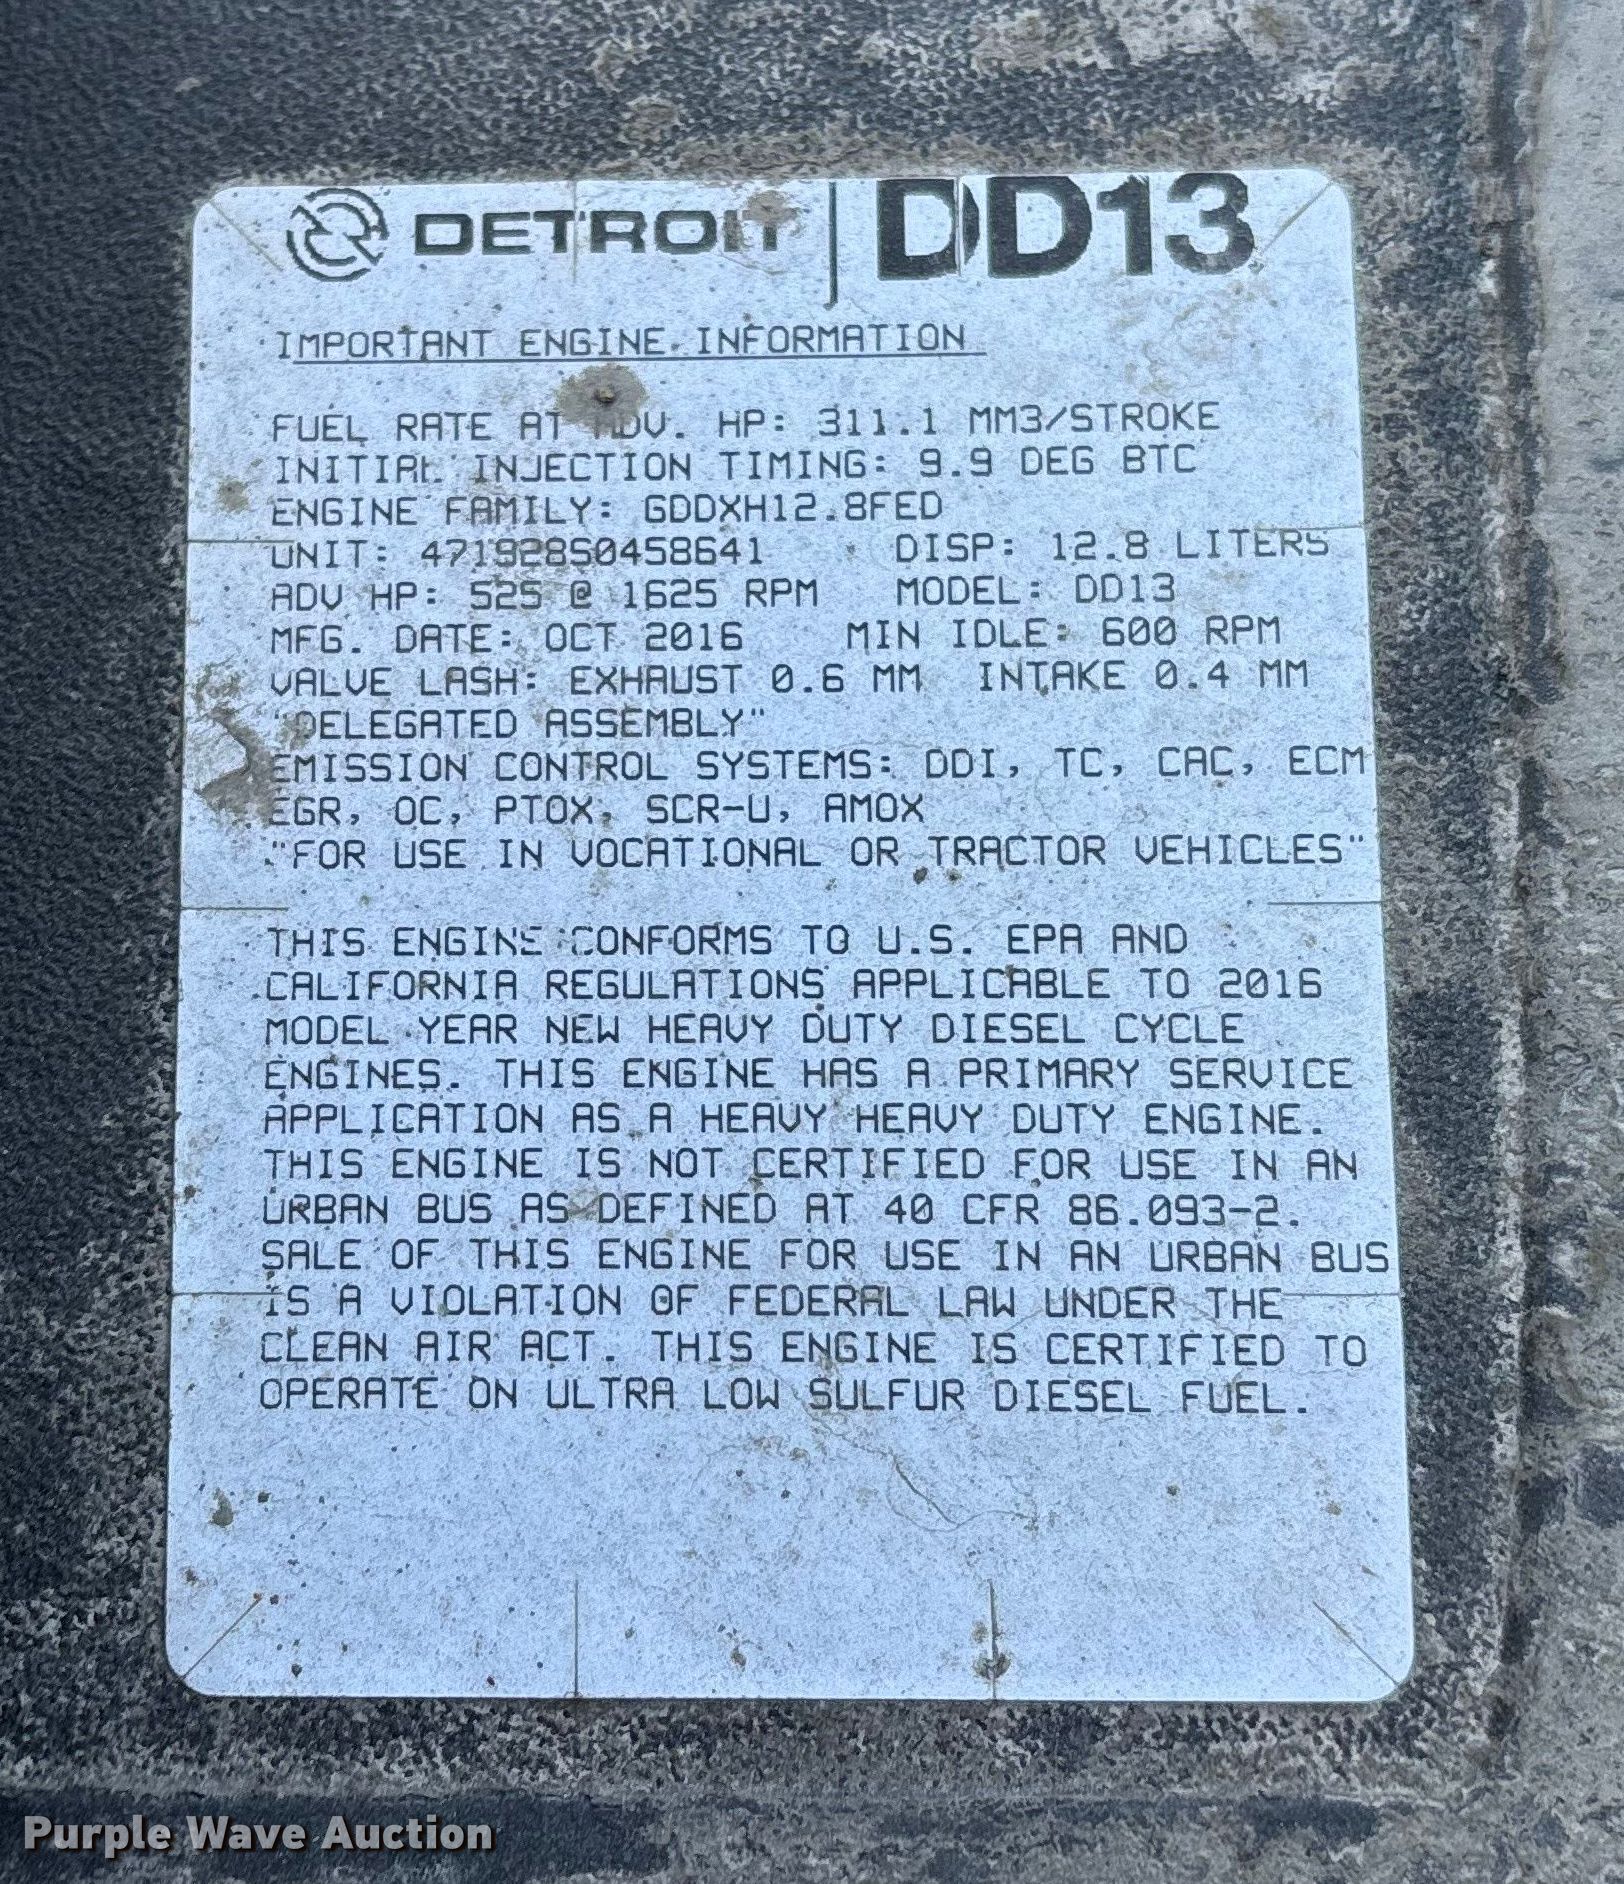 DETROIT DD13
IMPORTANT ENGINE INFORMATION
FUEL RATE AT ADV. HP: 311.1 MM3/STROKE
INITIAL INJECTION TIMING: 9.9 DEG BTC
ENGINE FAMILY: GDDXH12.8FED
UNIT: 471928S0458641 DISP: 12.8 LITERS
ADV HP: 525 @ 1625 RPM MODEL: DD13
MFG. DATE: OCT 2016 MIN IDLE: 600 RPM
VALVE LASH: EXHAUST 0.6 MM INTAKE 0.4 MM
"DELEGATED ASSEMBLY"
EMISSION CONTROL SYSTEMS: DDI, TC, CAC, ECM
EGR, OC, PTOX, SCR-U, AMOX
"FOR USE IN VOCATIONAL OR TRACTOR VEHICLES"
THIS ENGINE CONFORMS TO U.S. EPA AND
CALIFORNIA REGULATIONS APPLICABLE TO 2016
MODEL YEAR NEW HEAVY DUTY DIESEL CYCLE
ENGINES. THIS ENGINE HAS A PRIMARY SERVICE
APPLICATION AS A HEAVY HEAVY DUTY ENGINE.
THIS ENGINE IS NOT CERTIFIED FOR USE IN AN
URBAN BUS AS DEFINED AT 40 CFR 86.093-2.
SALE OF THIS ENGINE FOR USE IN AN URBAN BUS
IS A VIOLATION OF FEDERAL LAW UNDER THE
CLEAN AIR ACT. THIS ENGINE IS CERTIFIED TO
OPERATE ON ULTRA LOW SULFUR DIESEL FUEL.
Purple Wave Auction